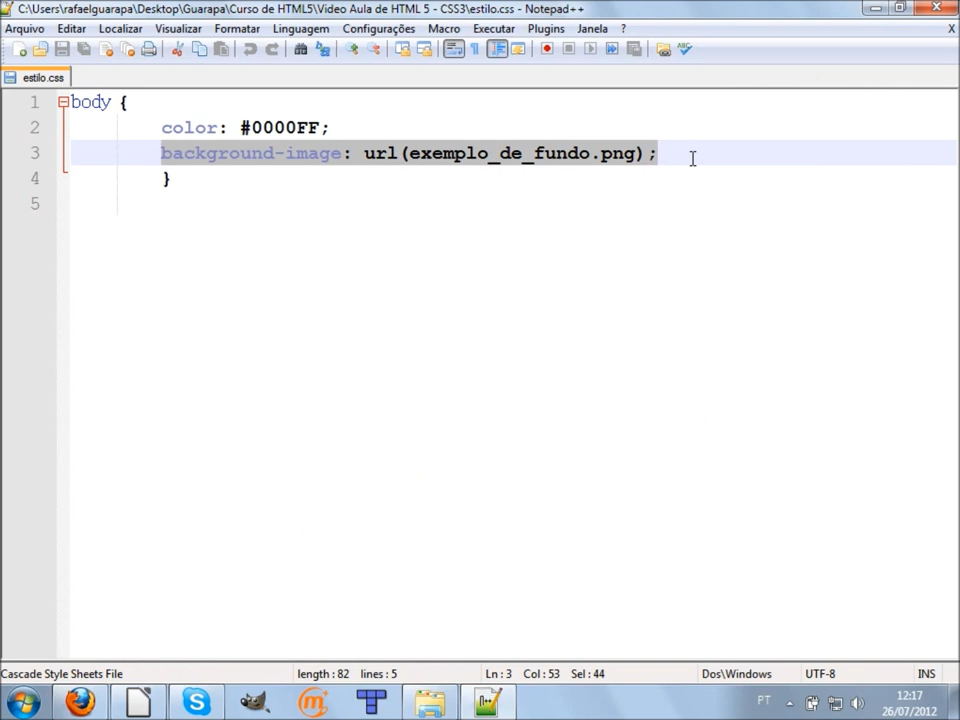 C:\Users\rafaelguarapa\Desktop\Guarapa\Curso de HTML5\Video Aula de HTML 5 - CSS3\estilo.css - Notepad++
Arquivo Editar Localizar Visualizar Formatar Linguagem Configurações Macro Executar Plugins Janela ? X
estilo.css
1 body {
2 color: #0000FF;
3 background-image: url(exemplo_de_fundo.png);
4 }
5
Cascade Style Sheets File length: 82 lines: 5 Ln: 3 Col: 53 Sel: 44 Dos\Windows UTF-8 INS
PT 12:17
26/07/2012